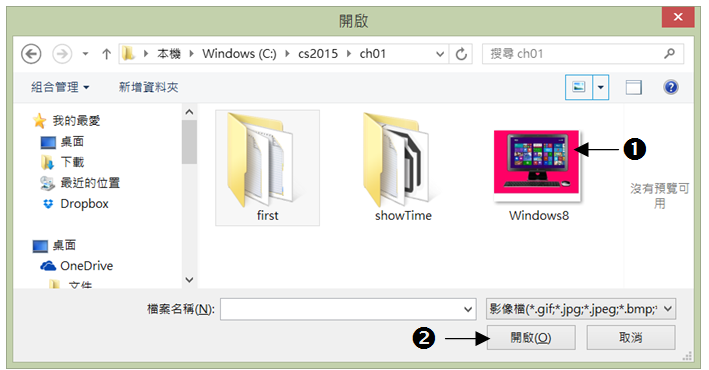 開啟
本機 Windows (C:) cs2015 ch01
搜尋 ch01
組合管理 新增資料夾
我的最愛
桌面
下載
最近的位置
Dropbox
桌面
OneDrive
文件
first
showTime
Windows8
1
沒有預覽可
用
檔案名稱(N):
影像檔(*.gif;*.jpg;*.jpeg;*.bmp;*
2
開啟(O)
取消